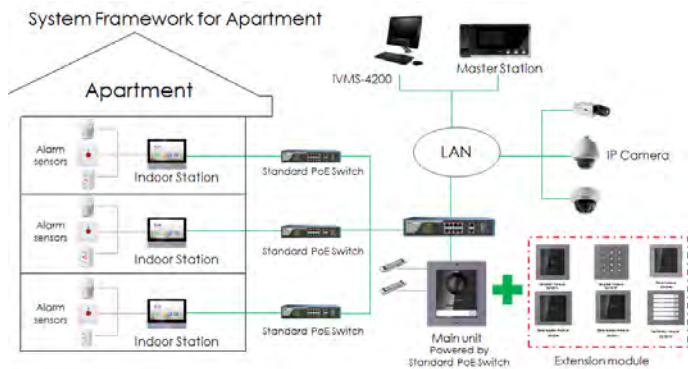 System Framework for Apartment
Apartment
Alarm
sensors
Indoor Station
Standard PoE Switch
Alarm
sensors
Indoor Station
Standard PoE Switch
Alarm
sensors
Indoor Station
Standard PoE Switch
IVMS-4200
Master Station
LAN
IP Camera
Main unit
Powered by
Standard PoE Switch
Extension module